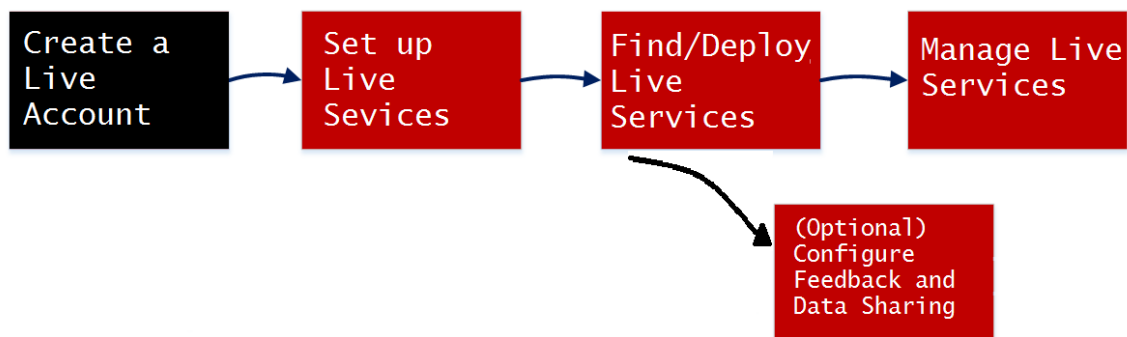 Create a
Live
Account
Set up
Live
Sevices
Find/Deploy
Live
Services
Manage Live
Services
(Optional)
Configure
Feedback and
Data Sharing